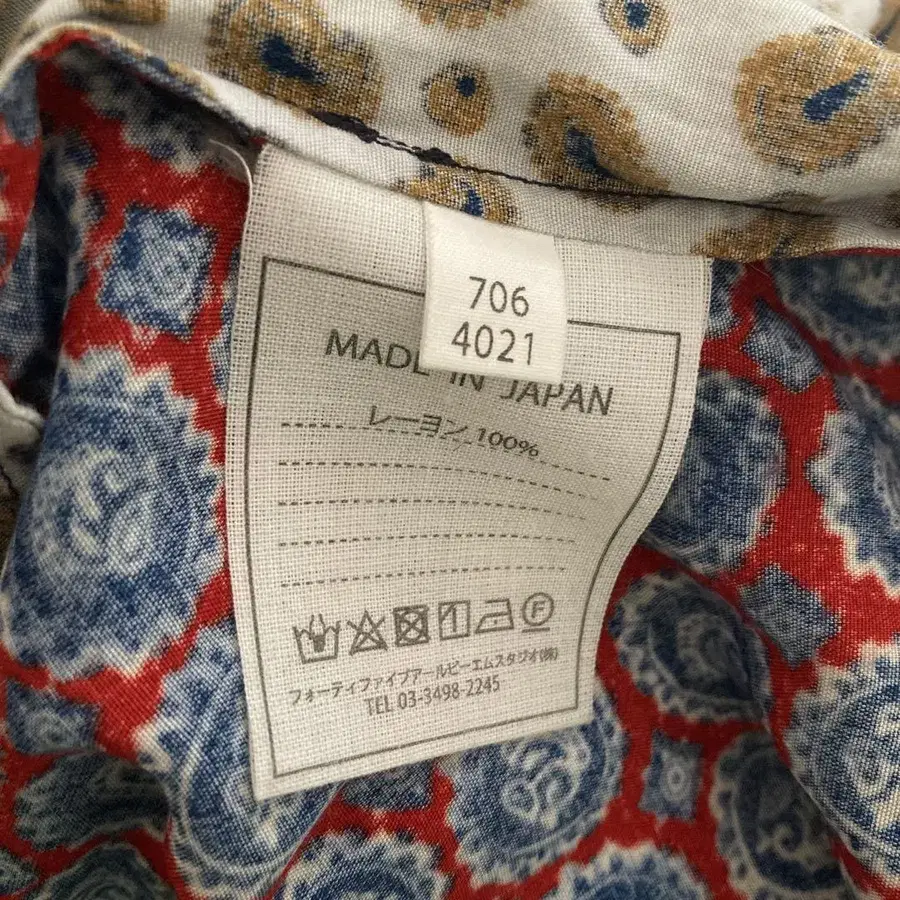 706
4021
MADE IN JAPAN
レーヨン 100%
F
フォーティファイブアールピーエムスタジオ(株)
TEL 03-3498-2245